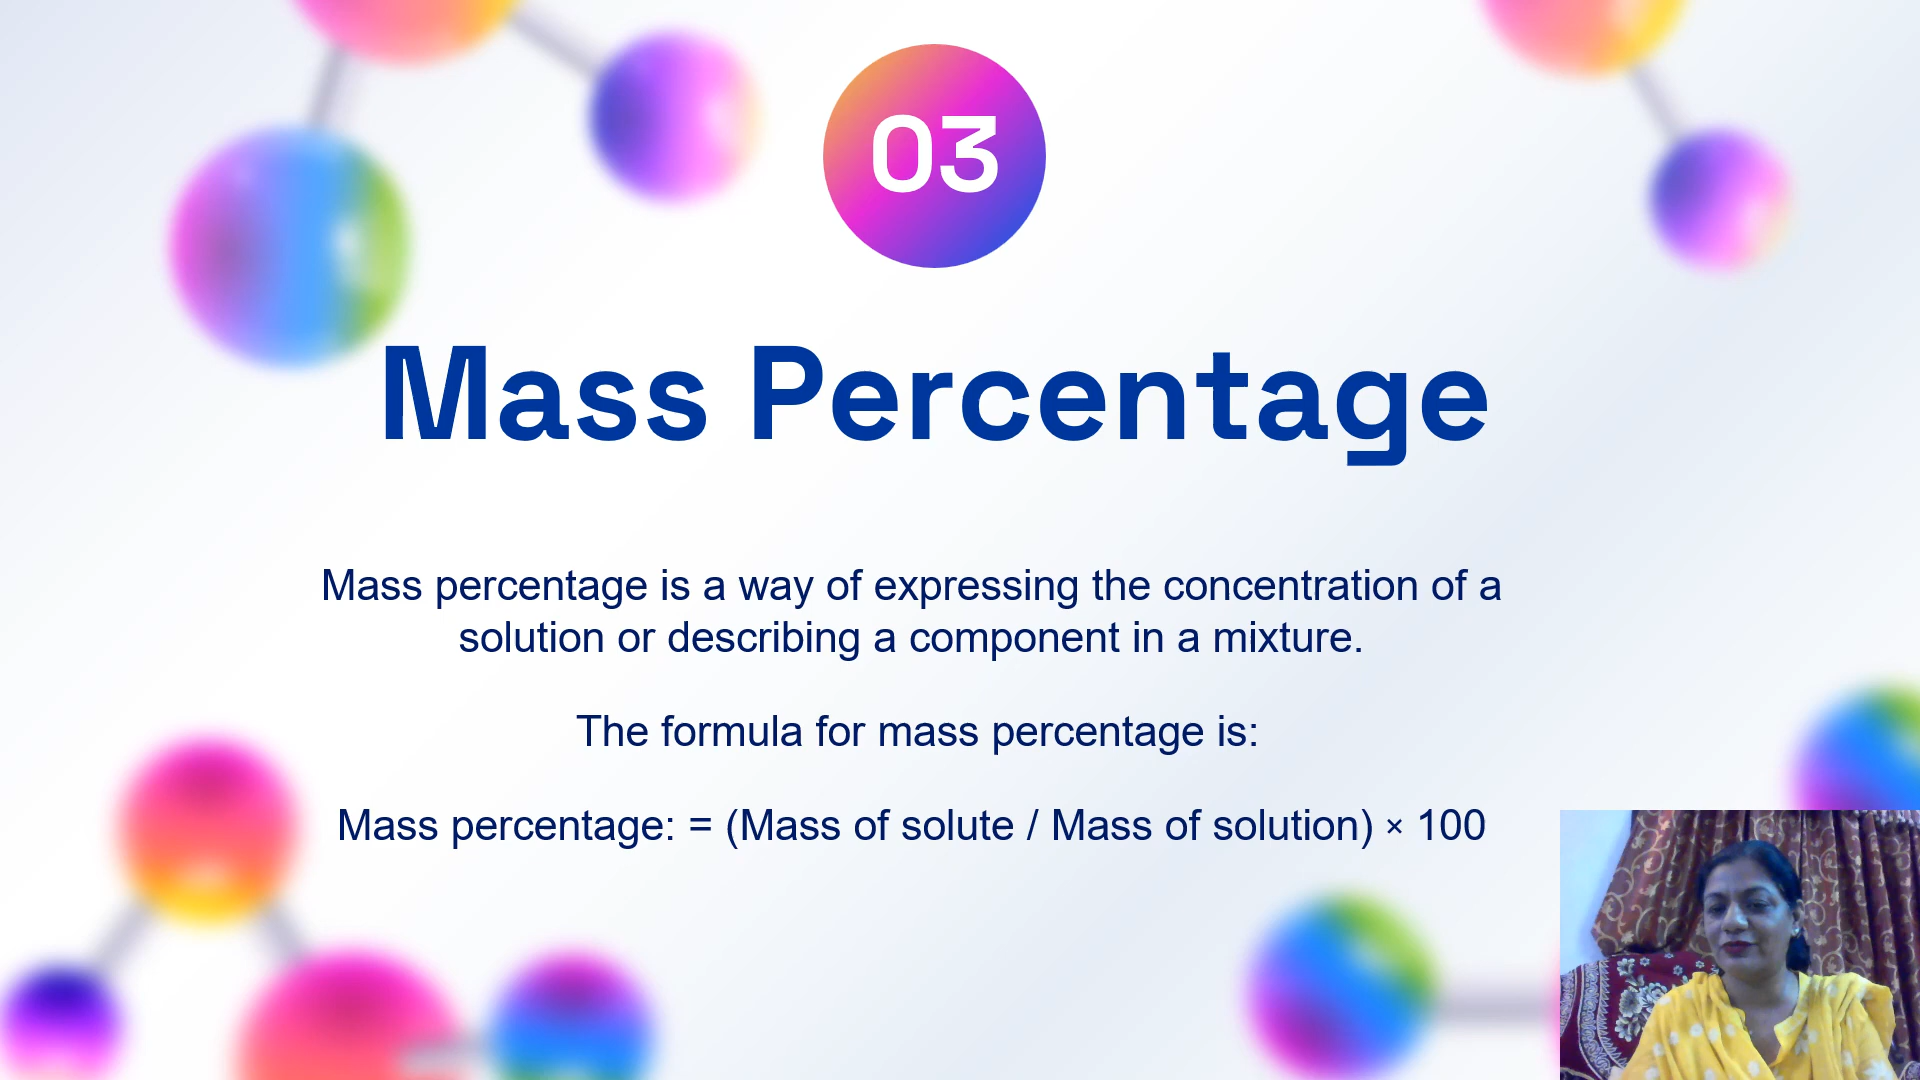 03
Mass Percentage
Mass percentage is a way of expressing the concentration of a
solution or describing a component in a mixture.
The formula for mass percentage is:
Mass percentage: = (Mass of solute / Mass of solution) × 100